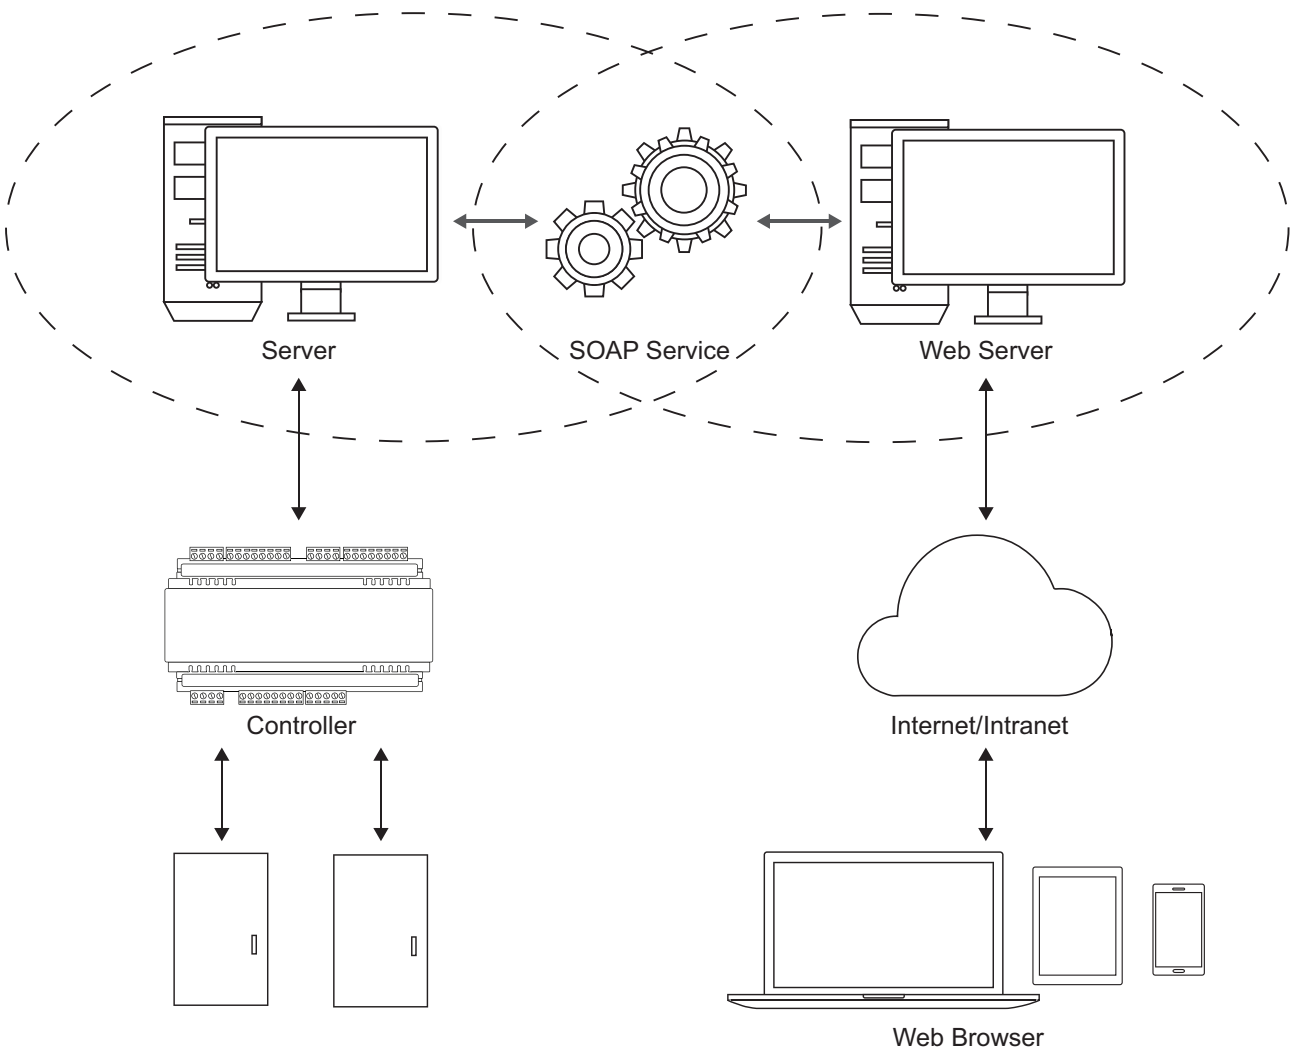 Server
SOAP Service
Web Server
Controller
Internet/Intranet
Web Browser